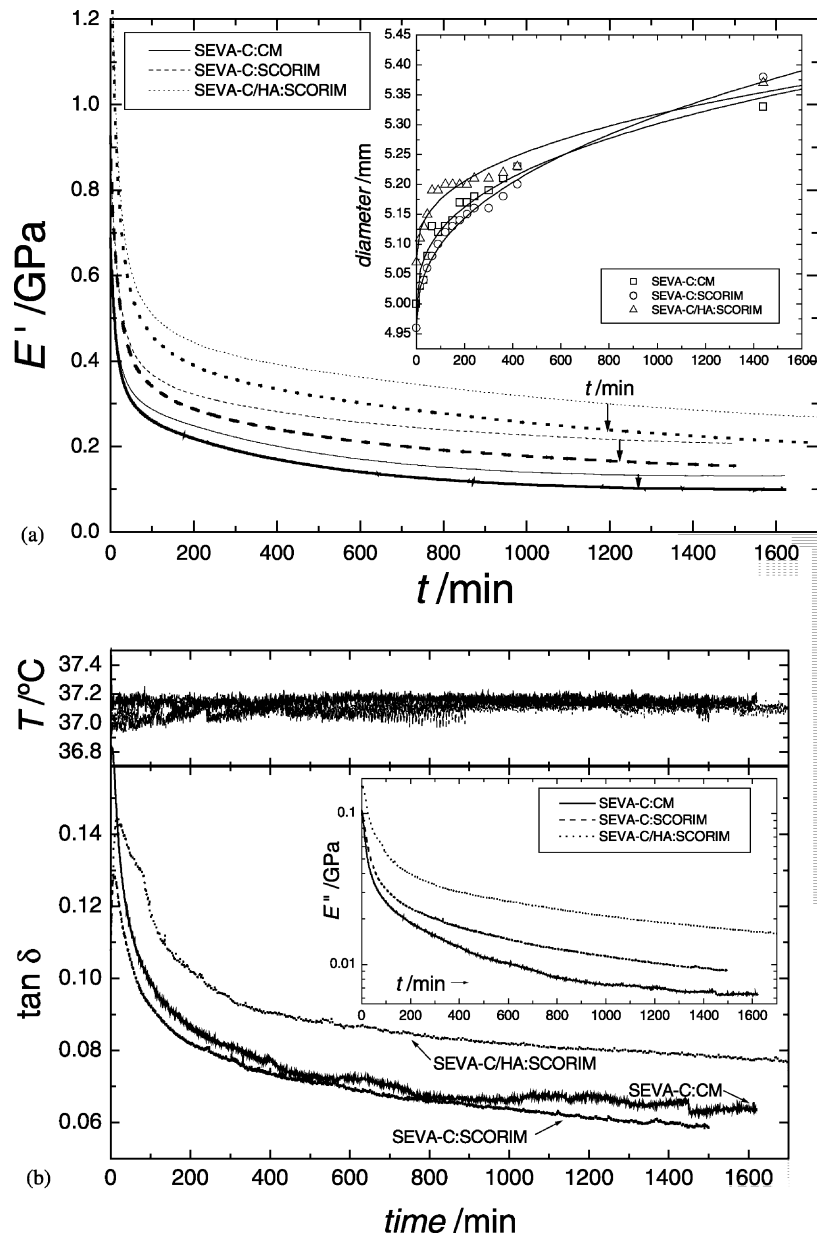 1.2
1.0
0.8
0.6
0.4
0.2
0.0
E' /GPa
SEVA-C:CM
SEVA-C:SCORIM
SEVA-C/HA:SCORIM
5.45
5.40
5.35
5.30
5.25
5.20
5.15
5.10
5.05
5.00
4.95
diameter/mm
SEVA-C:CM
SEVA-C:SCORIM
SEVA-C/HA:SCORIM
0 200 400 600 800 1000 1200 1400 1600
t /min
(a)
0 200 400 600 800 1000 1200 1400 1600
t /min
37.4
37.2
37.0
36.8
T /ºC
0.14
0.12
0.10
0.08
0.06
tan δ
0.1
0.01
E'' /GPa
SEVA-C:CM
SEVA-C:SCORIM
SEVA-C/HA:SCORIM
t /min
0 200 400 600 800 1000 1200 1400 1600
SEVA-C/HA:SCORIM
SEVA-C:CM
SEVA-C:SCORIM
(b)
0 200 400 600 800 1000 1200 1400 1600
time /min